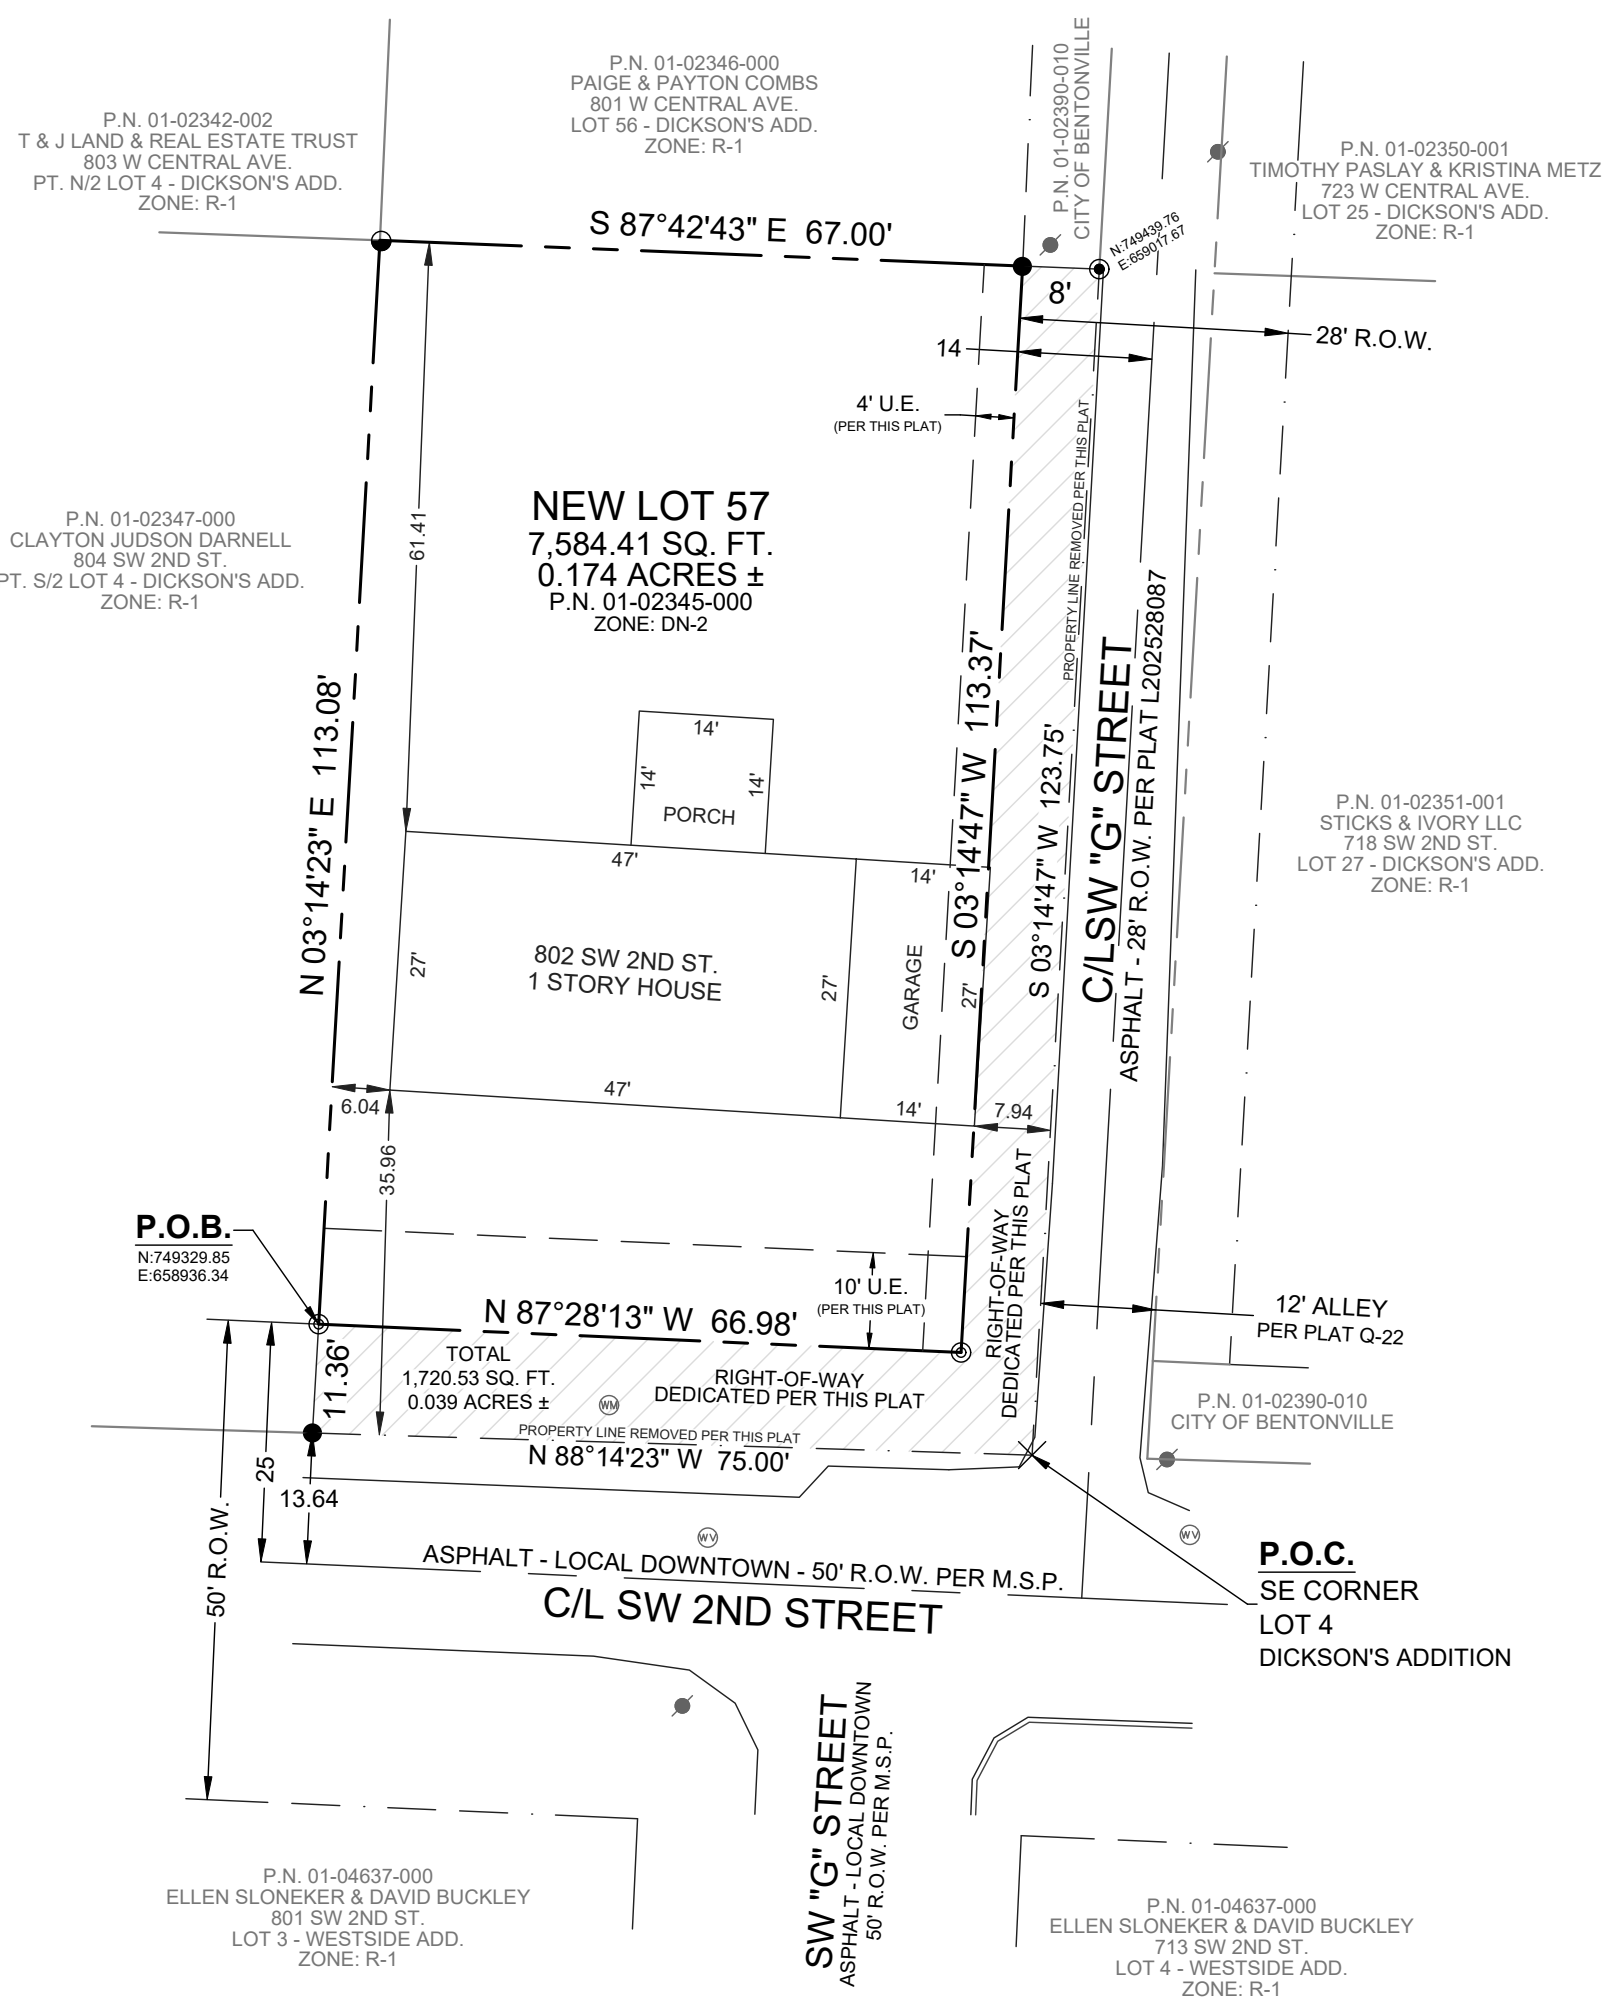 P.N. 01-02346-000
PAIGE & PAYTON COMBS
801 W CENTRAL AVE.
LOT 56 - DICKSON'S ADD.
ZONE: R-1
P.N. 01-02390-010
CITY OF BENTONVILLE
P.N. 01-02342-002
T & J LAND & REAL ESTATE TRUST
803 W CENTRAL AVE.
PT. N/2 LOT 4 - DICKSON'S ADD.
ZONE: R-1
P.N. 01-02350-001
TIMOTHY PASLAY & KRISTINA METZ
723 W CENTRAL AVE.
LOT 25 - DICKSON'S ADD.
ZONE: R-1
S 87°42'43" E 67.00'
N:749439.76
E:659017.67
8'
28' R.O.W.
14
4' U.E.
(PER THIS PLAT)
PROPERTY LINE REMOVED PER THIS PLAT
61.41
NEW LOT 57
7,584.41 SQ. FT.
0.174 ACRES ±
P.N. 01-02345-000
ZONE: DN-2
P.N. 01-02347-000
CLAYTON JUDSON DARNELL
804 SW 2ND ST.
PT. S/2 LOT 4 - DICKSON'S ADD.
ZONE: R-1
N 03°14'23" E 113.08'
S 03°14'47" W 113.37'
S 03°14'47" W 123.75'
C/LSW "G" STREET
ASPHALT - 28' R.O.W. PER PLAT L202528087
14'
14'
14'
PORCH
47'
14'
P.N. 01-02351-001
STICKS & IVORY LLC
718 SW 2ND ST.
LOT 27 - DICKSON'S ADD.
ZONE: R-1
27'
802 SW 2ND ST.
1 STORY HOUSE
27'
GARAGE
27'
6.04
47'
14'
7.94
35.96
P.O.B.
N:749329.85
E:658936.34
10' U.E.
(PER THIS PLAT)
RIGHT-OF-WAY
DEDICATED PER THIS PLAT
12' ALLEY
PER PLAT Q-22
N 87°28'13" W 66.98'
11.36'
TOTAL
1,720.53 SQ. FT.
0.039 ACRES ±
RIGHT-OF-WAY
DEDICATED PER THIS PLAT
WM
PROPERTY LINE REMOVED PER THIS PLAT
N 88°14'23" W 75.00'
P.N. 01-02390-010
CITY OF BENTONVILLE
25
13.64
50' R.O.W.
WV
WV
ASPHALT - LOCAL DOWNTOWN - 50' R.O.W. PER M.S.P.
C/L SW 2ND STREET
P.O.C.
SE CORNER
LOT 4
DICKSON'S ADDITION
SW "G" STREET
ASPHALT - LOCAL DOWNTOWN
50' R.O.W. PER M.S.P.
P.N. 01-04637-000
ELLEN SLONEKER & DAVID BUCKLEY
801 SW 2ND ST.
LOT 3 - WESTSIDE ADD.
ZONE: R-1
P.N. 01-04637-000
ELLEN SLONEKER & DAVID BUCKLEY
713 SW 2ND ST.
LOT 4 - WESTSIDE ADD.
ZONE: R-1